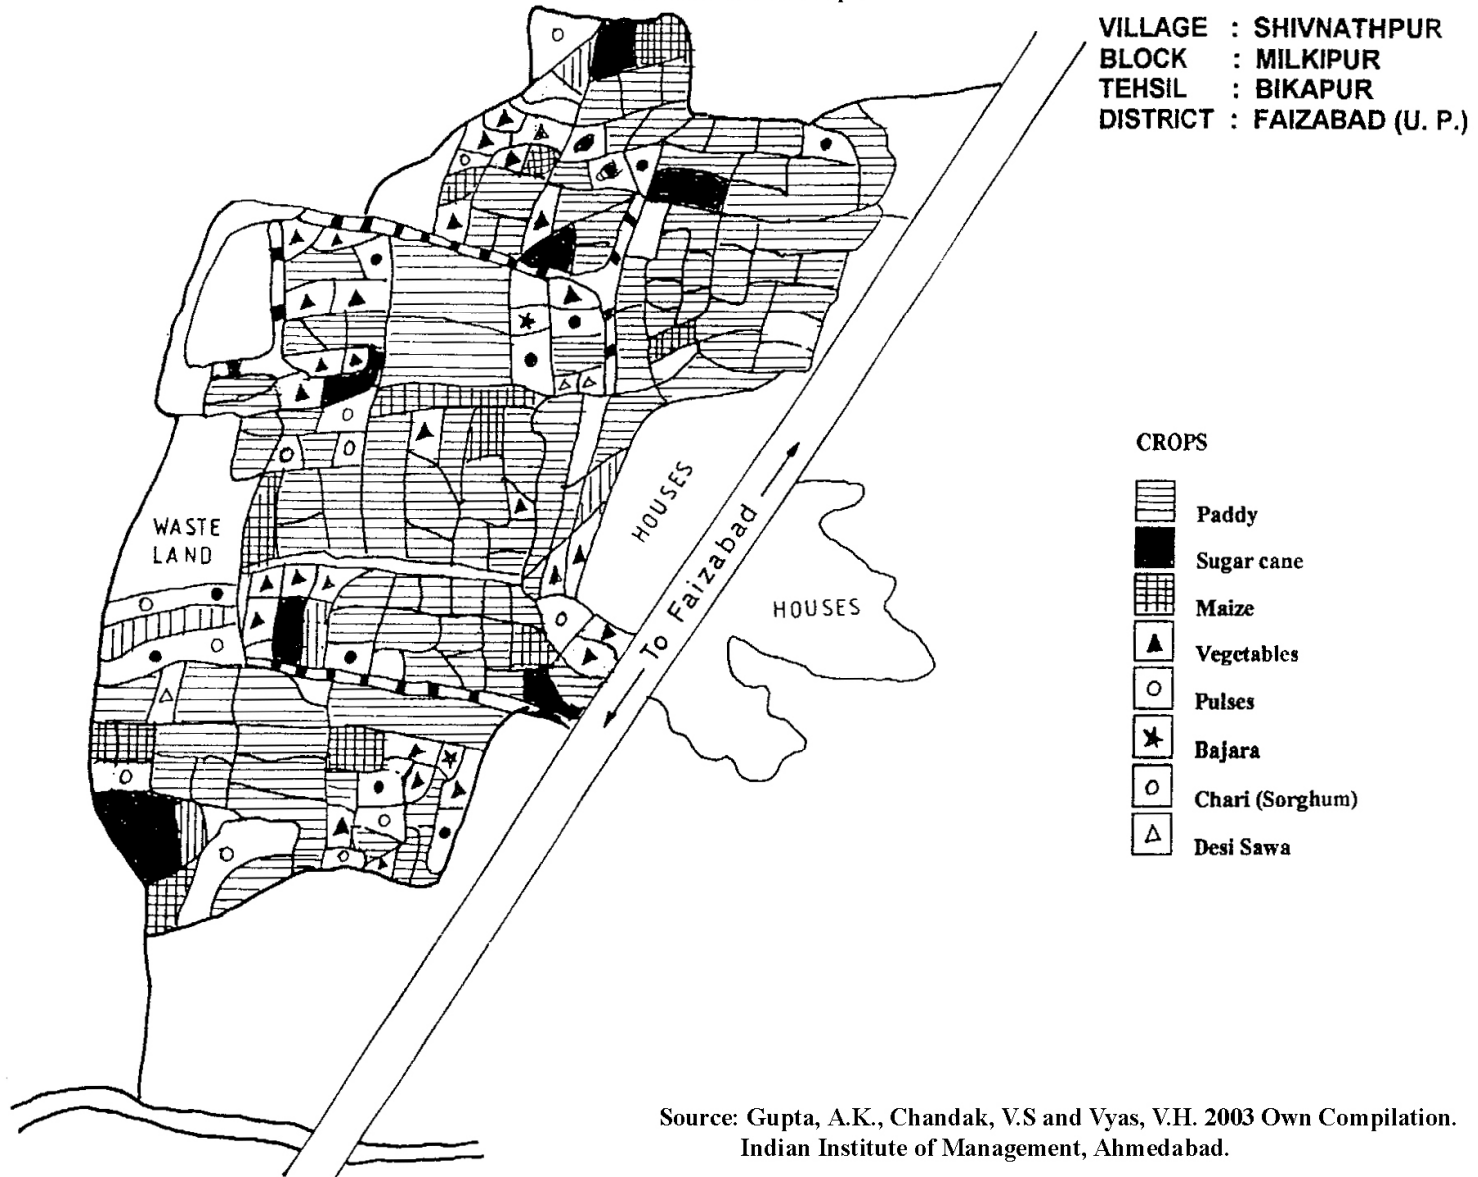 VILLAGE : SHIVNATHPUR
BLOCK : MILKIPUR
TEHSIL : BIKAPUR
DISTRICT : FAIZABAD (U. P.)
CROPS
Paddy
Sugar cane
Maize
Vegetables
Pulses
Bajara
Chari (Sorghum)
Desi Sawa
HOUSES
WASTE
LAND
To Faizabad
HOUSES
Source: Gupta, A.K., Chandak, V.S and Vyas, V.H. 2003 Own Compilation.
Indian Institute of Management, Ahmedabad.